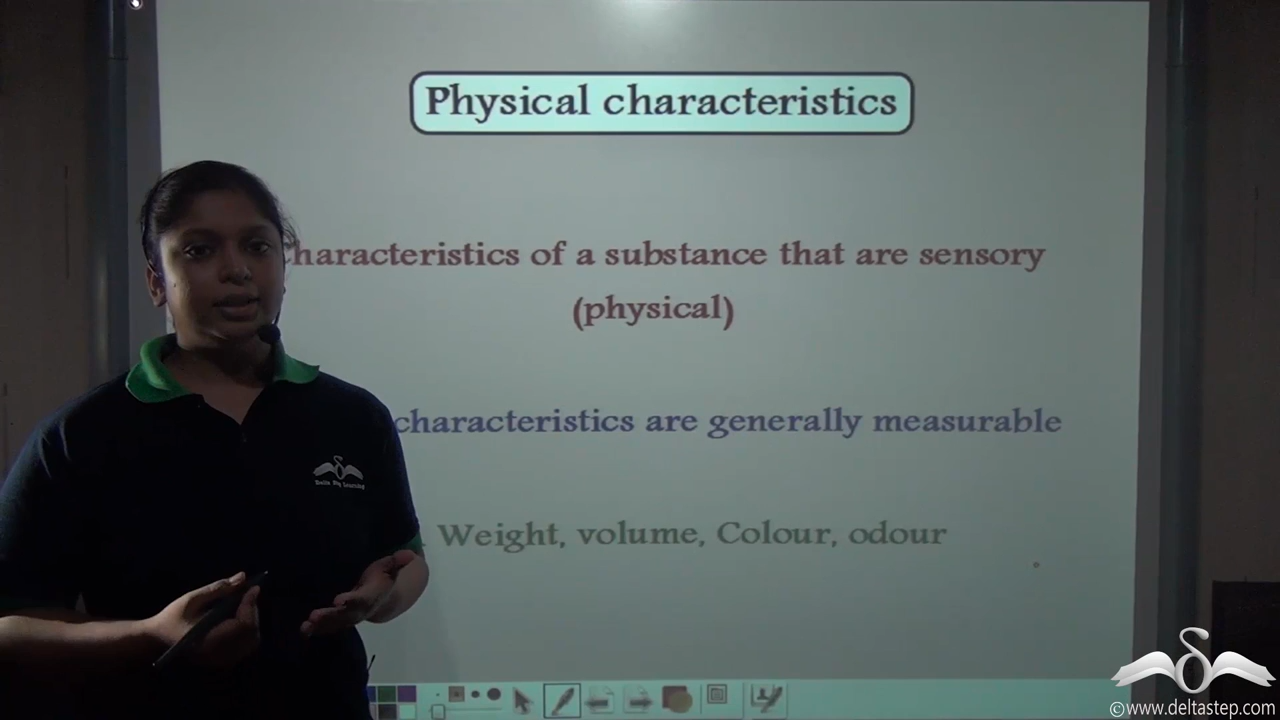 Physical characteristics
haracteristics of a substance that are sensory
(physical)
characteristics are generally measurable
Weight, volume, Colour, odour
©www.deltastep.com